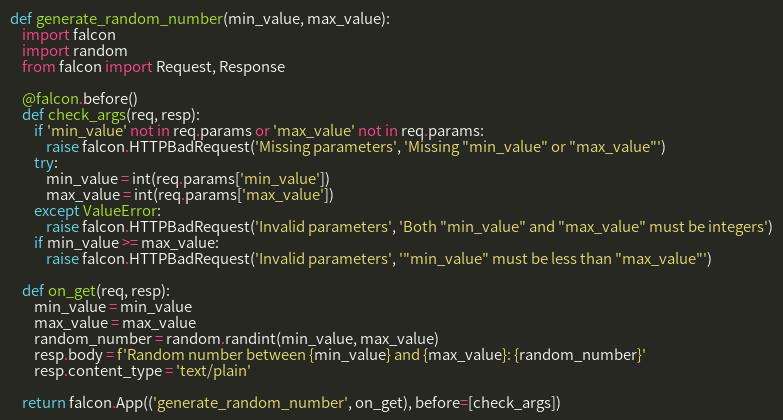 def generate_random_number(min_value, max_value):
    import falcon
    import random
    from falcon import Request, Response

    @falcon.before()
    def check_args(req, resp):
        if 'min_value' not in req.params or 'max_value' not in req.params:
            raise falcon.HTTPBadRequest('Missing parameters', 'Missing "min_value" or "max_value"')
        try:
            min_value = int(req.params['min_value'])
            max_value = int(req.params['max_value'])
        except ValueError:
            raise falcon.HTTPBadRequest('Invalid parameters', 'Both "min_value" and "max_value" must be integers')
        if min_value >= max_value:
            raise falcon.HTTPBadRequest('Invalid parameters', '"min_value" must be less than "max_value"')

    def on_get(req, resp):
        min_value = min_value
        max_value = max_value
        random_number = random.randint(min_value, max_value)
        resp.body = f'Random number between {min_value} and {max_value}: {random_number}'
        resp.content_type = 'text/plain'

    return falcon.App(('generate_random_number', on_get), before=[check_args])